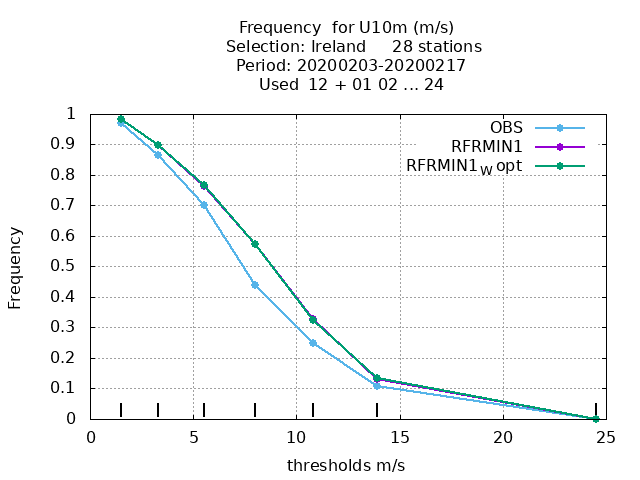 Frequency  for U10m (m/s)
Selection: Ireland     28 stations
Period: 20200203-20200217
Used  12 + 01 02 ... 24
OBS
RFRMIN1
RFRMIN1W opt
Frequency
1
0.9
0.8
0.7
0.6
0.5
0.4
0.3
0.2
0.1
0
0 5 10 15 20 25
thresholds m/s